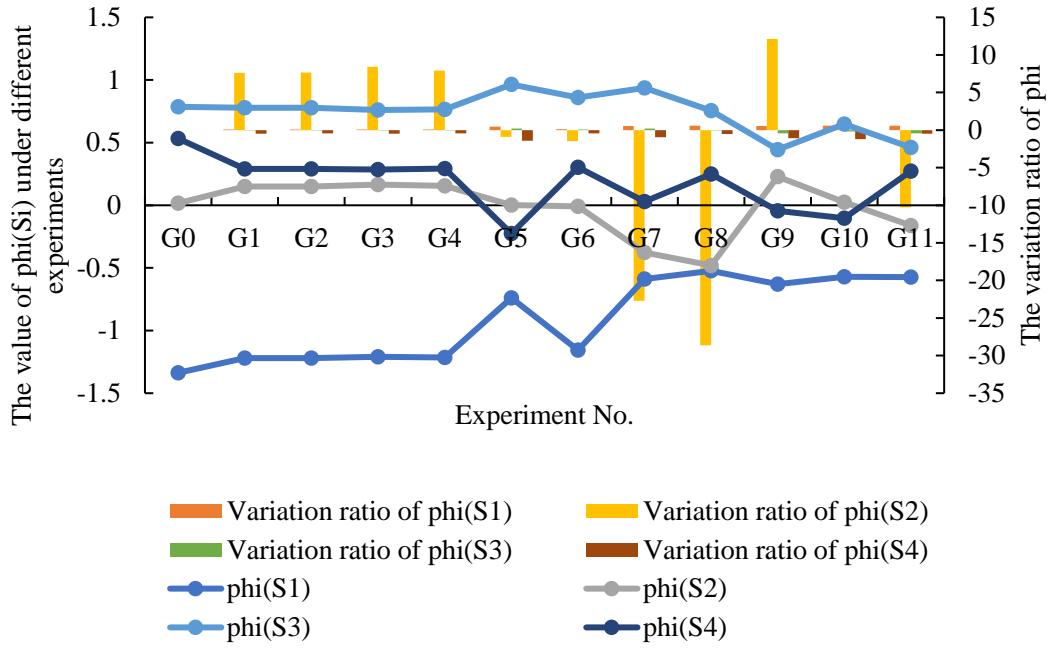 The value of phi(Si) under different
experiments
1.5
1
0.5
0
-0.5
-1
-1.5
G0 G1 G2 G3 G4 G5 G6 G7 G8 G9 G10 G11
Experiment No.
15
10
5
0
-5
-10
-15
-20
-25
-30
-35
The variation ratio of phi
Variation ratio of phi(S1) Variation ratio of phi(S2)
Variation ratio of phi(S3) Variation ratio of phi(S4)
phi(S1) phi(S2)
phi(S3) phi(S4)